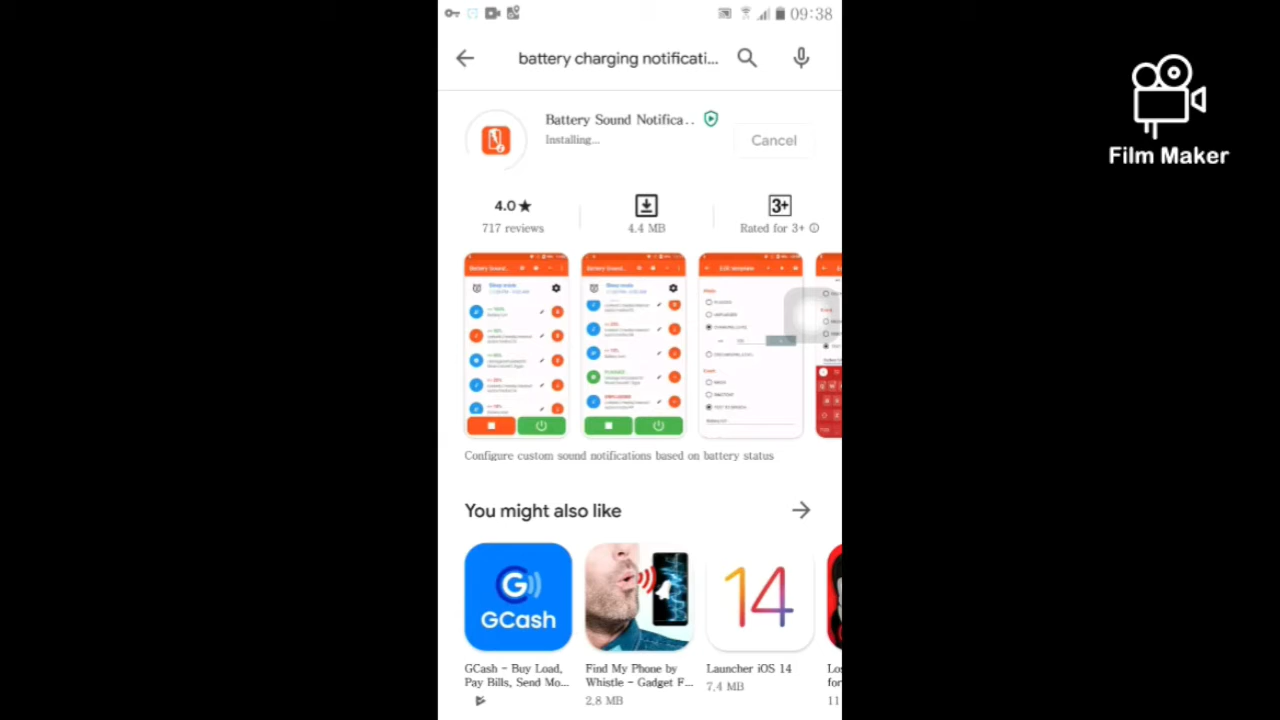 09:38
battery charging notificati...
Film Maker
Battery Sound Notifica..
Installing...
Cancel
4.0★
717 reviews
4.4 MB
3+
Rated for 3+
Configure custom sound notifications based on battery status
You might also like
G
GCash
14
GCash - Buy Load,
Pay Bills, Send Mo...
Find My Phone by
Whistle - Gadget F...
2.8 MB
Launcher iOS 14
7.4 MB
Los
for
11